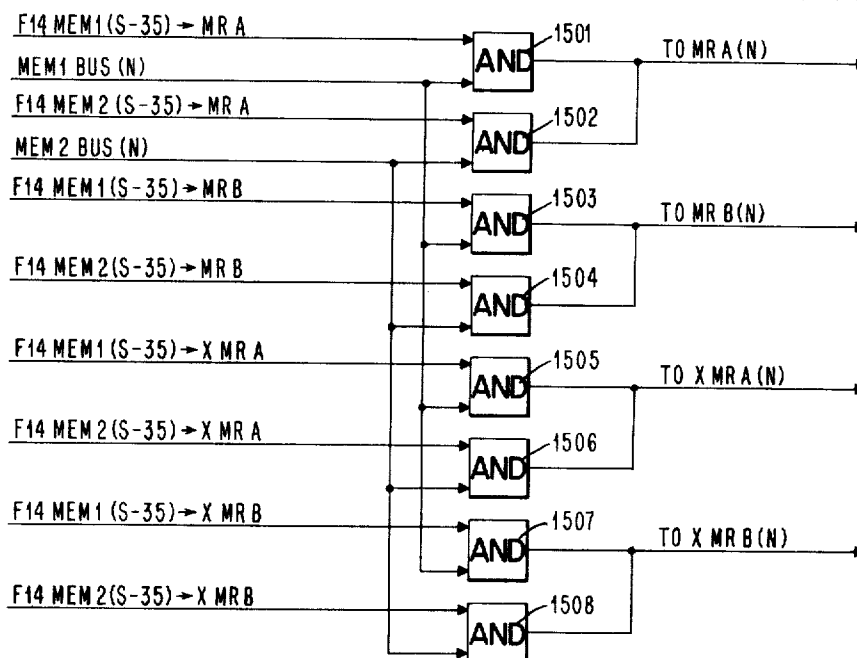 F14 MEM1(S-35)→ MR A
1501
TO MR A(N)
AND
MEM1 BUS (N)
F14 MEM 2(S-35)→ MR A
1502
AND
MEM 2 BUS (N)
F14 MEM1(S-35)→ MR B
1503
TO MR B(N)
AND
F14 MEM2(S-35)→ MR B
1504
AND
F14 MEM1(S-35)→ X MR A
1505
TO X MR A(N)
AND
F14 MEM2(S-35)→ X MR A
1506
AND
F14 MEM1 (S-35)→ X MR B
1507
TO X MR B(N)
AND
F14 MEM2(S-35)→ X MR B
1508
AND